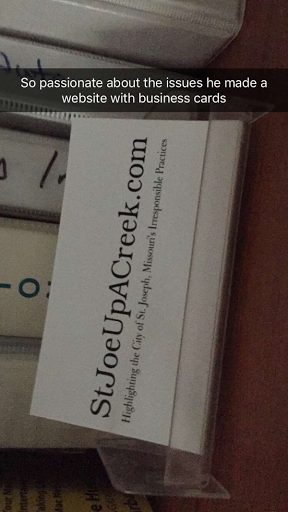 So passionate about the issues he made a
website with business cards
StJoeUpACreek.com
Highlighting the City of St. Joseph, Missouri's Irresponsible Practices